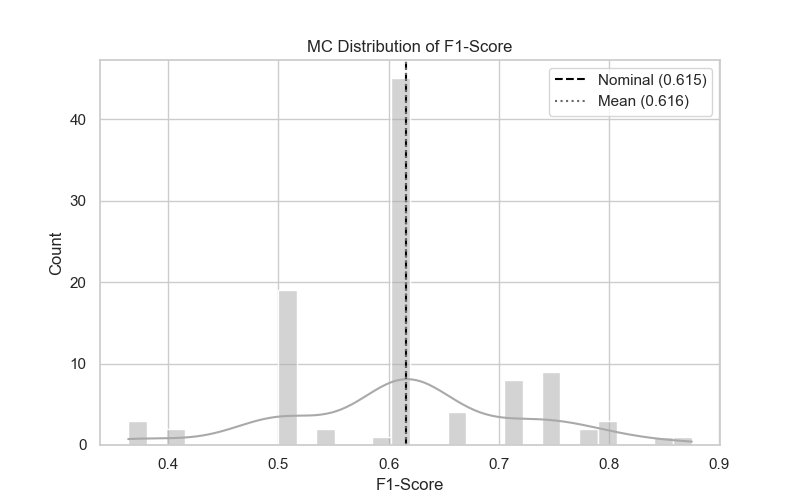 MC Distribution of F1-Score
Nominal (0.615)
Mean (0.616)
Count
40
30
20
10
0
0.4 0.5 0.6 0.7 0.8 0.9
F1-Score